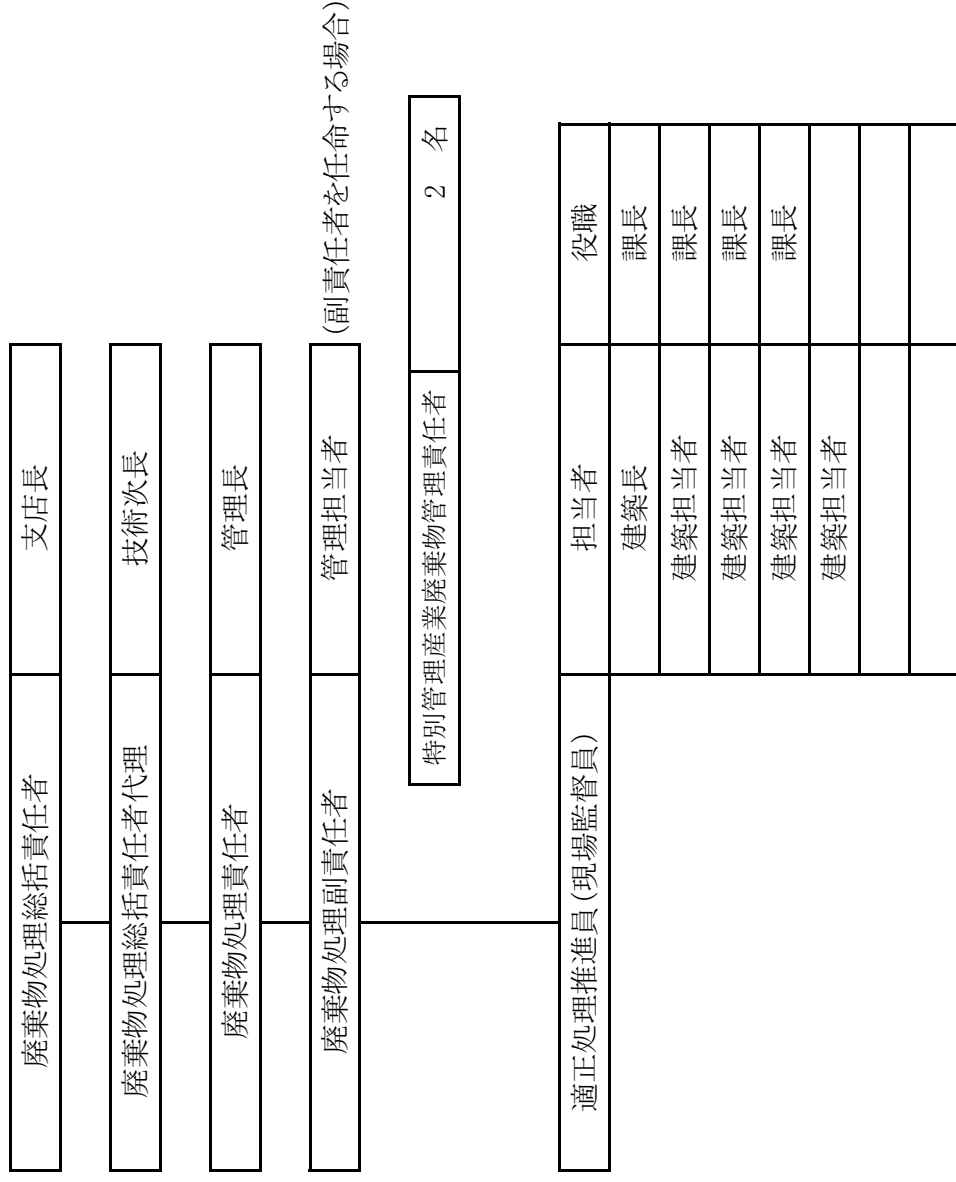 廃棄物処理総括責任者 支店長
廃棄物処理総括責任者代理 技術次長
廃棄物処理責任者 管理長
廃棄物処理副責任者 管理担当者 (副責任者を任命する場合)
特別管理産業廃棄物管理責任者 2 名
適正処理推進員(現場監督員) 担当者 役職
建築長 課長
建築担当者 課長
建築担当者 課長
建築担当者 課長
建築担当者